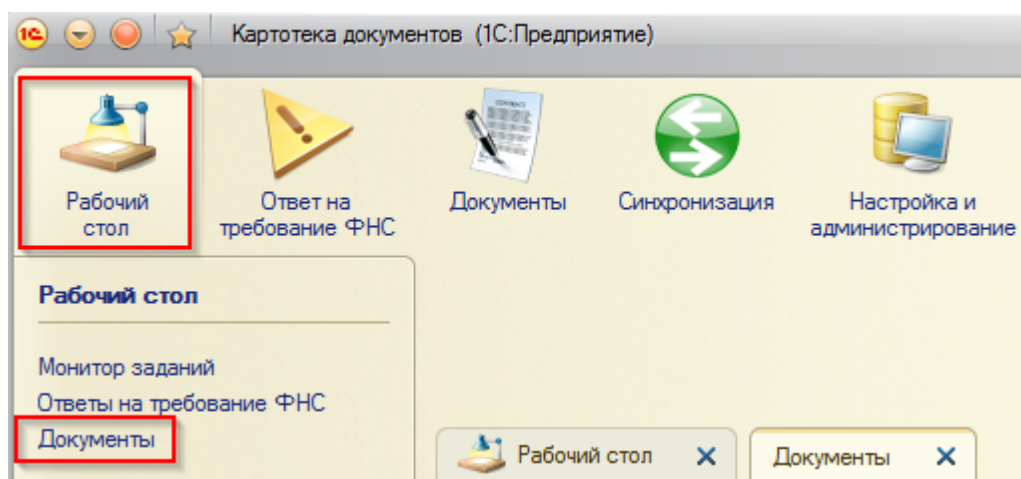 1С Картотека документов (1С:Предприятие)
Рабочий стол
Ответ на требование ФНС
Документы
Синхронизация
Настройка и администрирование
Рабочий стол
Монитор заданий
Ответы на требование ФНС
Документы
Рабочий стол
Документы